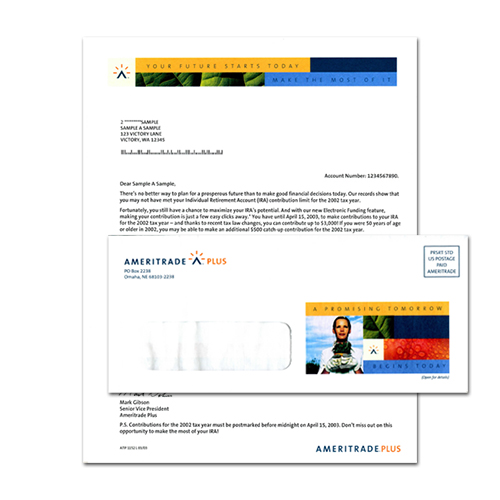 YOUR FUTURE STARTS TODAY
MAKE THE MOST OF IT
2 ********SAMPLE
SAMPLE A SAMPLE
123 VICTORY LANE
VICTORY, WA 12345
Account Number: 1234567890.
Dear Sample A Sample,
There's no better way to plan for a prosperous future than to make good financial decisions today. Our records show that
you may not have met your Individual Retirement Account (IRA) contribution limit for the 2002 tax year.
Fortunately, you still have a chance to maximize your IRA's potential. And with our new Electronic Funding feature,
making your contribution is just a few easy clicks away.* You have until April 15, 2003, to make contributions to your IRA
for the 2002 tax year – and thanks to recent tax law changes, you can contribute up to $3,000! If you were 50 years of age
or older in 2002, you may be able to make an additional $500 catch-up contribution for the 2002 tax year.
AMERITRADE PLUS
PO Box 2238
Omaha, NE 68103-2238
PRSRT STD
US POSTAGE
PAID
AMERITRADE
A PROMISING TOMORROW
BEGINS TODAY
(Open for details)
Mark Gibson
Senior Vice President
Ameritrade Plus
P.S. Contributions for the 2002 tax year must be postmarked before midnight on April 15, 2003. Don't miss out on this
opportunity to make the most of your IRA!
AMERITRADE PLUS